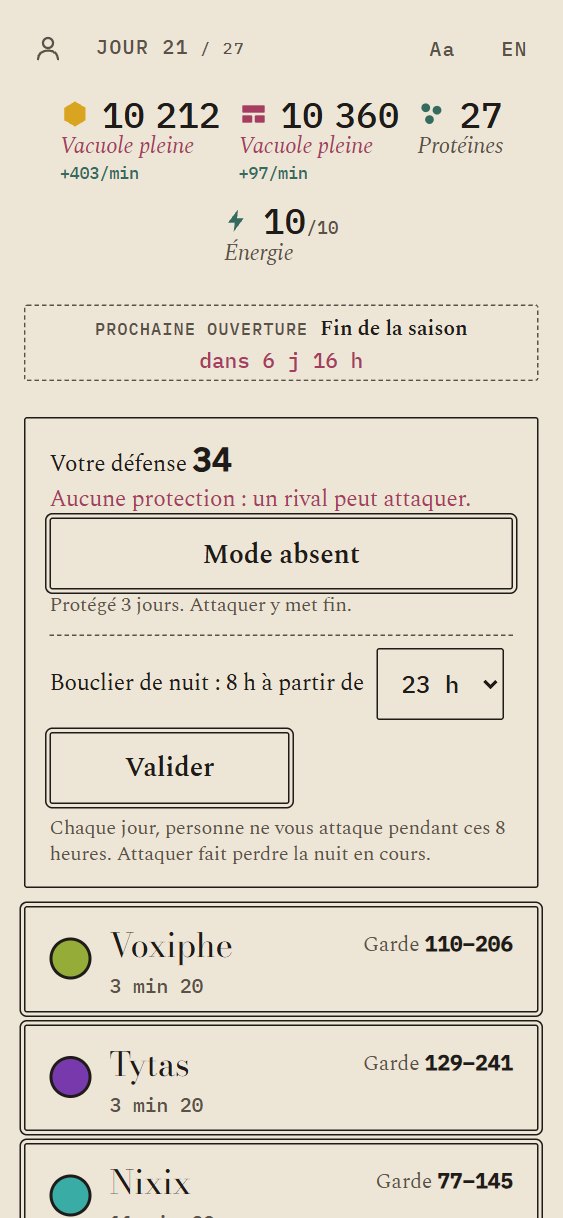 JOUR 21 / 27
Aa
EN
10 212
Vacuole pleine
+403/min
10 360
Vacuole pleine
+97/min
27
Protéines
10/10
Énergie
PROCHAINE OUVERTURE Fin de la saison
dans 6 j 16 h
Votre défense 34
Aucune protection : un rival peut attaquer.
Mode absent
Protégé 3 jours. Attaquer y met fin.
Bouclier de nuit : 8 h à partir de 23 h
Valider
Chaque jour, personne ne vous attaque pendant ces 8
heures. Attaquer fait perdre la nuit en cours.
Voxiphe
Garde 110–206
3 min 20
Tytas
Garde 129–241
3 min 20
Nixix
Garde 77–145